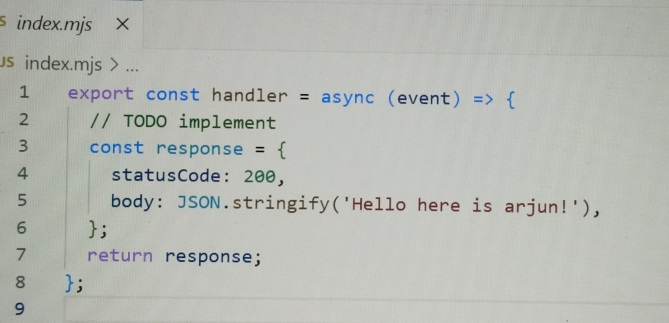 S index.mjs ×
JS index.mjs > ...
1 export const handler = async (event) => {
2 // TODO implement
3 const response = {
4 statusCode: 200,
5 body: JSON.stringify('Hello here is arjun!'),
6 };
7 return response;
8 };
9